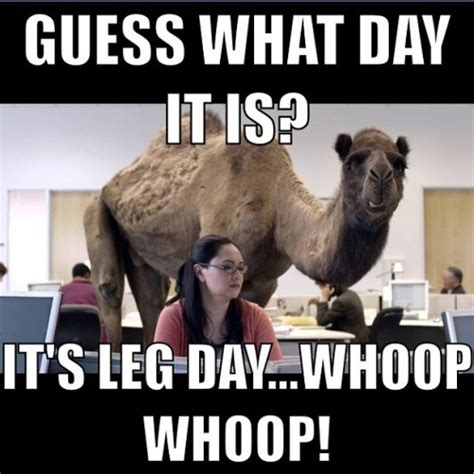 GUESS WHAT DAY
IT IS?
IT'S LEG DAY...WHOOP
WHOOP!